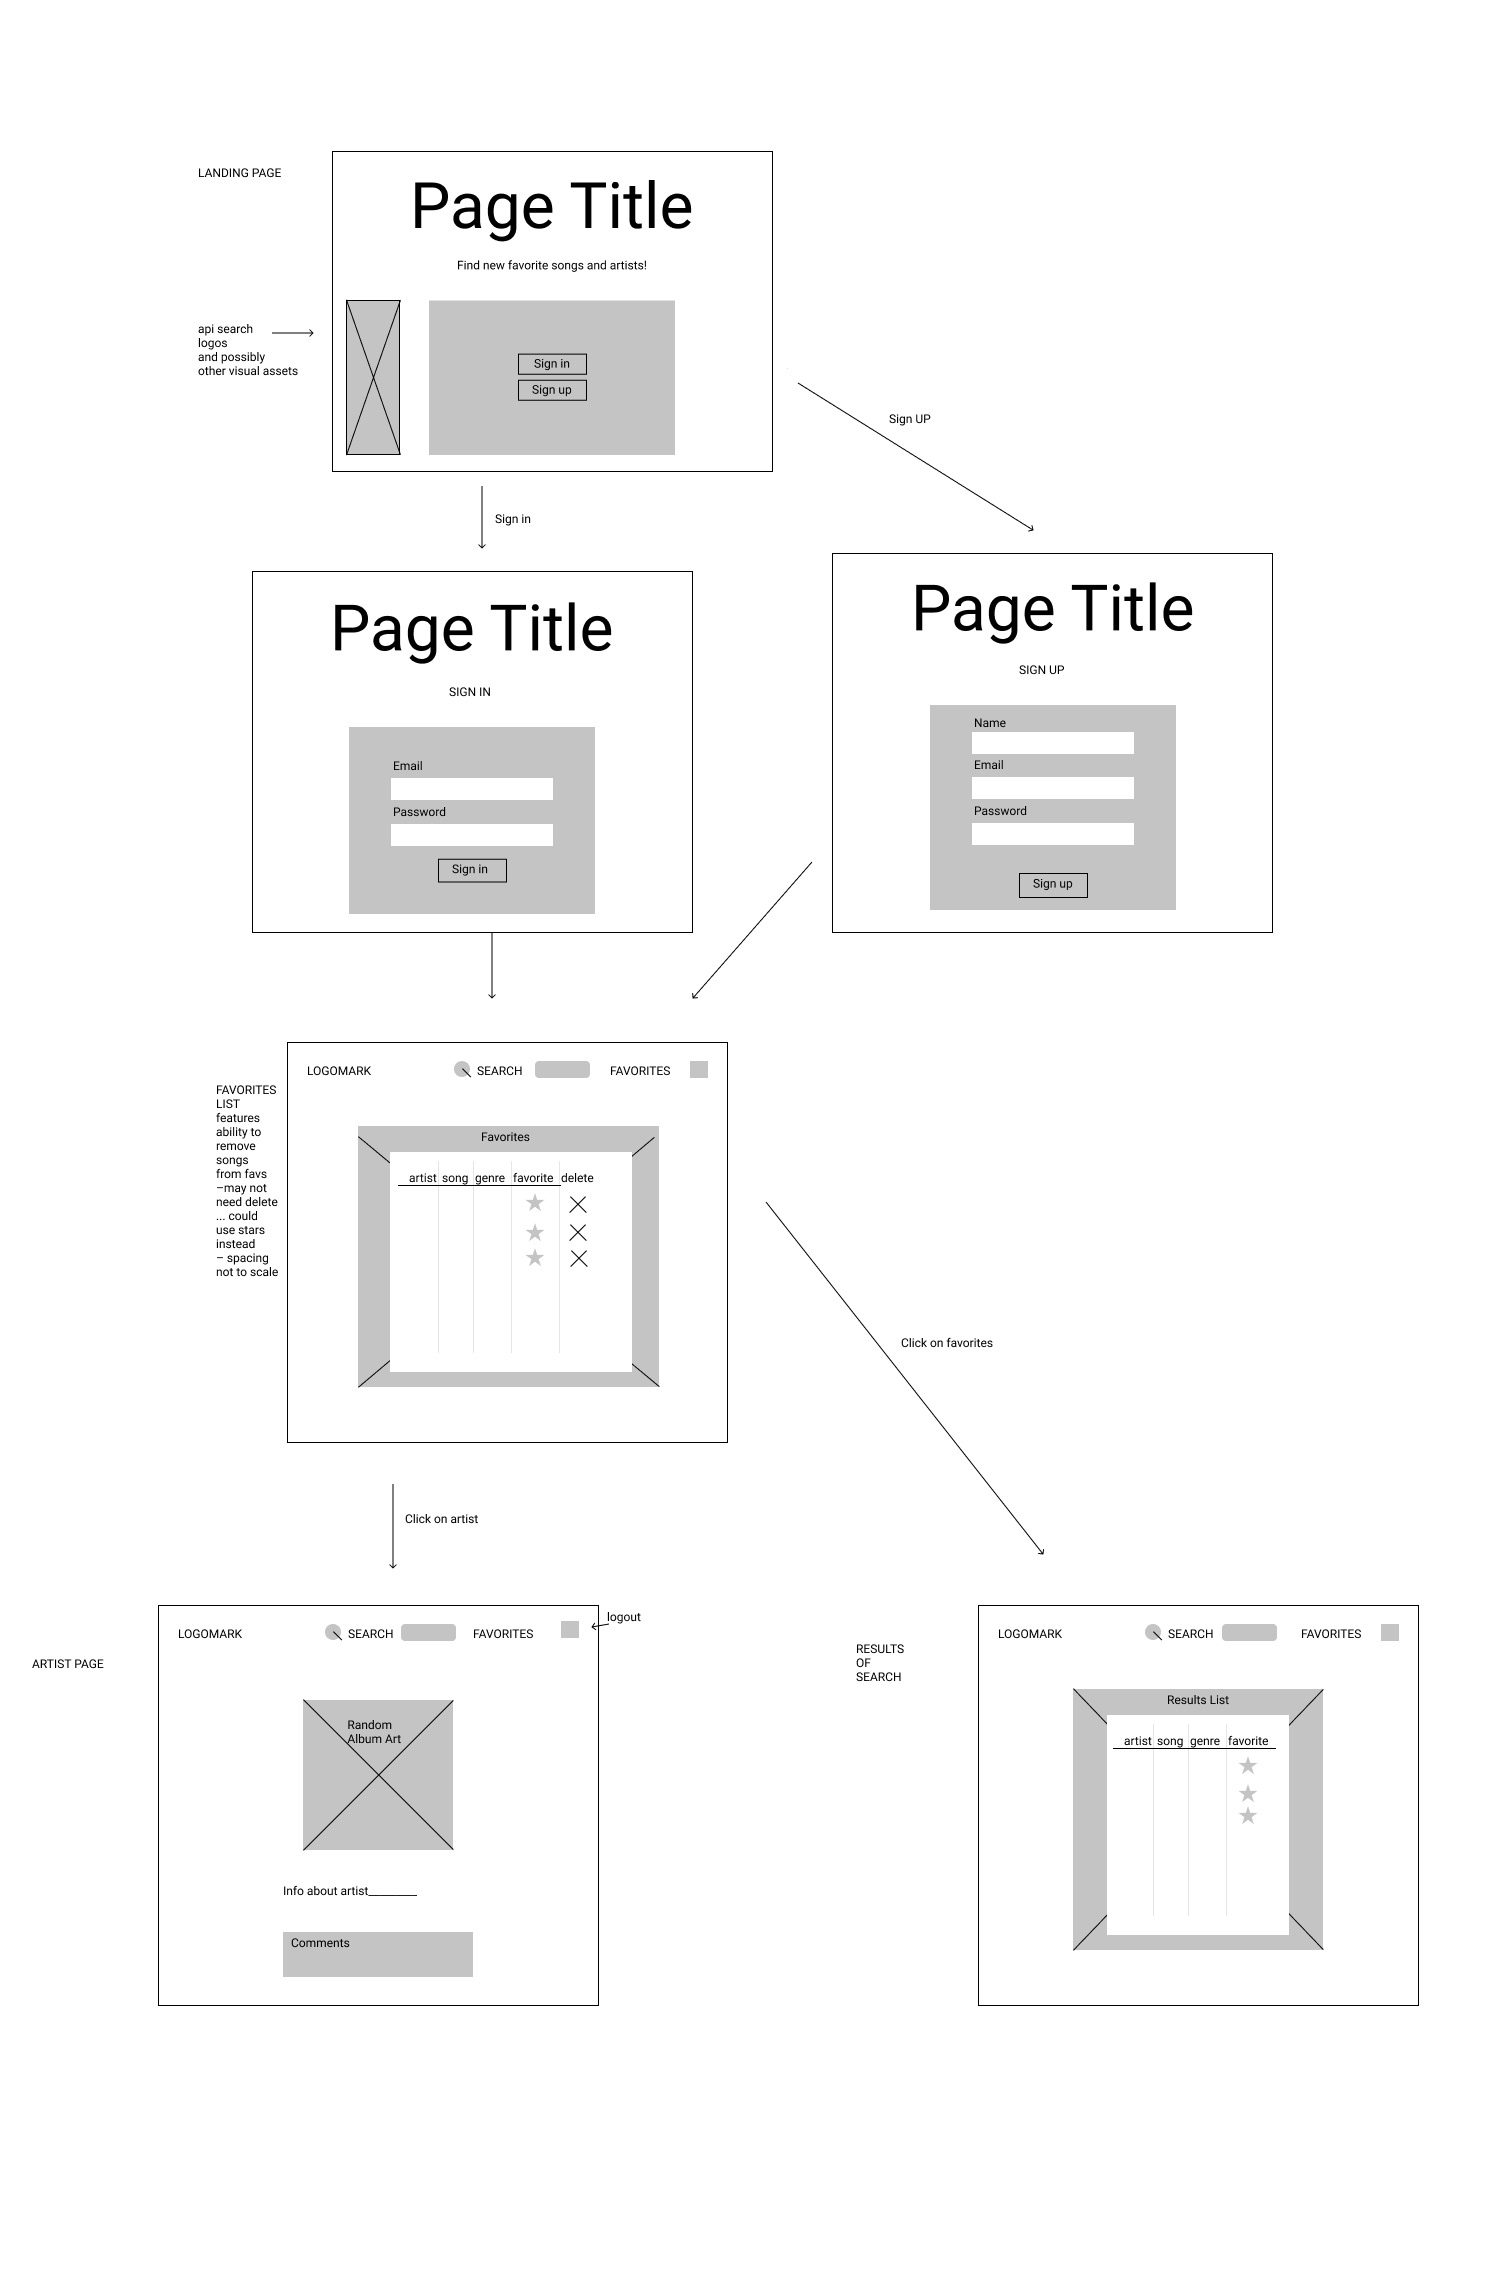 LANDING PAGE
Page Title
Find new favorite songs and artists!
api search
logos
and possibly
other visual assets
Sign in
Sign up
Sign UP
Sign in
Page Title
SIGN IN
Email
Password
Sign in
Page Title
SIGN UP
Name
Email
Password
Sign up
FAVORITES
LIST
features
ability to
remove
songs
from favs
–may not
need delete
... could
use stars
instead
– spacing
not to scale
LOGOMARK SEARCH FAVORITES
Favorites
artist song genre favorite delete
Click on favorites
Click on artist
ARTIST PAGE
LOGOMARK SEARCH FAVORITES
logout
Random
Album Art
Info about artist________
Comments
RESULTS
OF
SEARCH
LOGOMARK SEARCH FAVORITES
Results List
artist song genre favorite